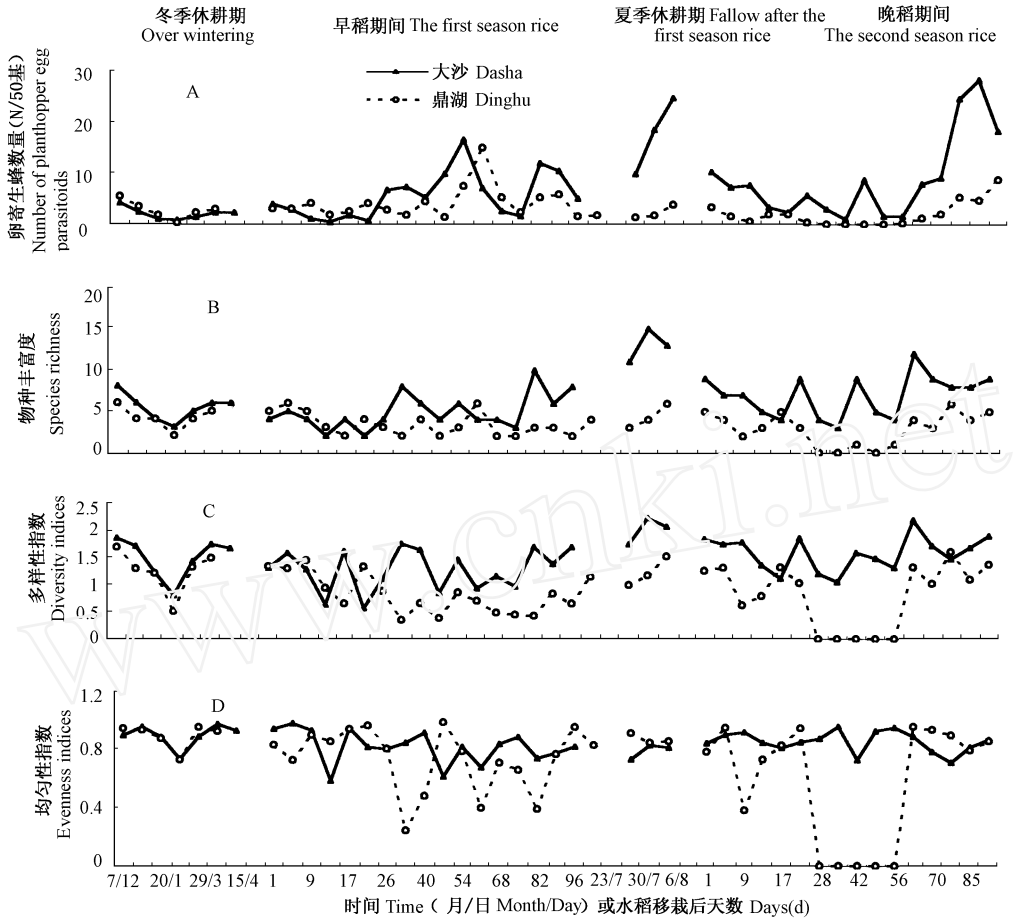 冬季休耕期
Over wintering
早稻期间 The first season rice
夏季休耕期 Fallow after the
first season rice
晚稻期间
The second season rice
大沙 Dasha
鼎湖 Dinghu
A
卵寄生蜂数量(N/50基)
Number of planthopper egg
parasitoids
30
20
10
0
B
物种丰富度
Species richness
20
15
10
5
0
C
多样性指数
Diversity indices
2.5
2
1.5
1
0.5
0
D
均匀性指数
Evenness indices
1.2
0.8
0.4
0
7/12 20/1 29/3 15/4 1 9 17 26 40 54 68 82 96 23/7 30/7 6/8 1 9 17 28 42 56 70 85
时间 Time ( 月/日 Month/Day) 或水稻移栽后天数 Days(d)
www.cnki.net